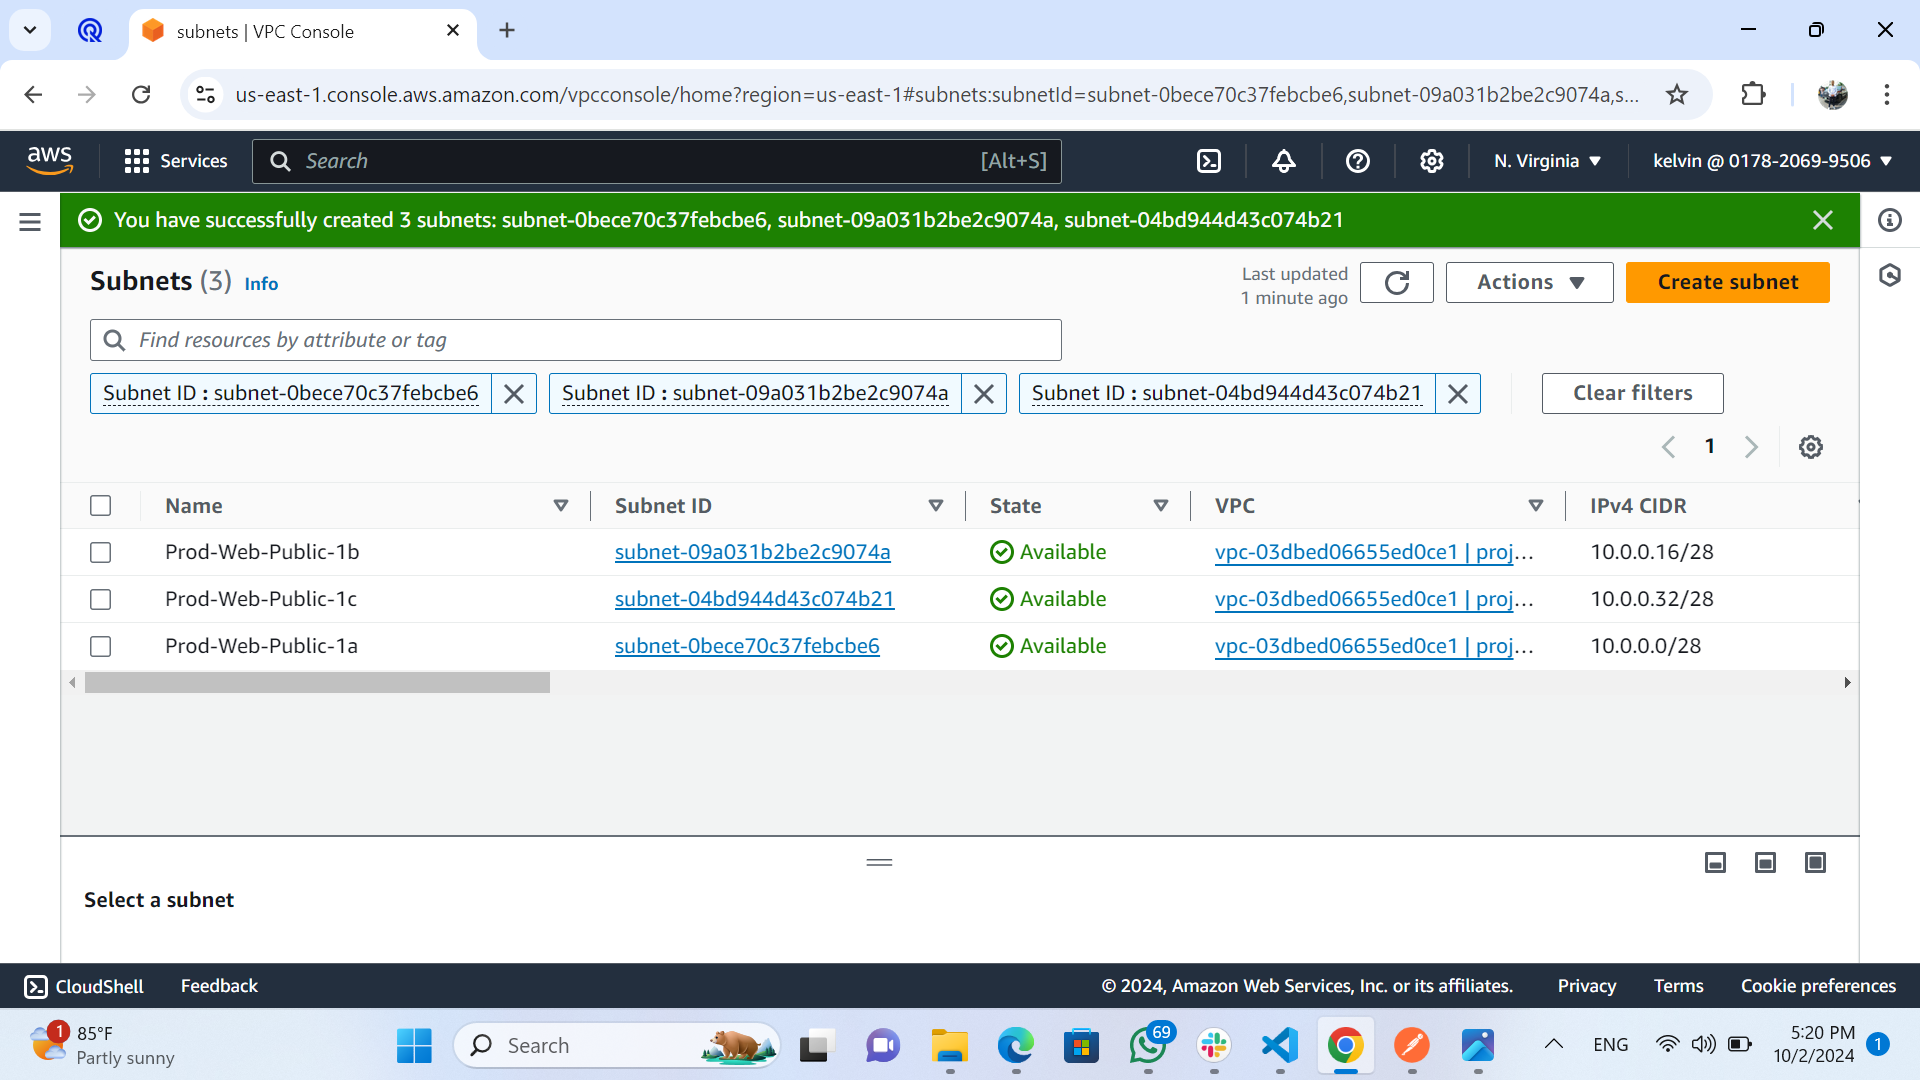 subnets | VPC Console
us-east-1.console.aws.amazon.com/vpcconsole/home?region=us-east-1#subnets:subnetId=subnet-0bece70c37febcbe6,subnet-09a031b2be2c9074a,s...
aws
Services
Search
[Alt+S]
N. Virginia
kelvin @ 0178-2069-9506
You have successfully created 3 subnets: subnet-0bece70c37febcbe6, subnet-09a031b2be2c9074a, subnet-04bd944d43c074b21
Subnets (3) Info
Last updated
1 minute ago
Actions
Create subnet
Find resources by attribute or tag
Subnet ID : subnet-0bece70c37febcbe6
Subnet ID : subnet-09a031b2be2c9074a
Subnet ID : subnet-04bd944d43c074b21
Clear filters
1
Name Subnet ID State VPC IPv4 CIDR
Prod-Web-Public-1b subnet-09a031b2be2c9074a Available vpc-03dbed06655ed0ce1 | proj... 10.0.0.16/28
Prod-Web-Public-1c subnet-04bd944d43c074b21 Available vpc-03dbed06655ed0ce1 | proj... 10.0.0.32/28
Prod-Web-Public-1a subnet-0bece70c37febcbe6 Available vpc-03dbed06655ed0ce1 | proj... 10.0.0.0/28
Select a subnet
CloudShell Feedback © 2024, Amazon Web Services, Inc. or its affiliates. Privacy Terms Cookie preferences
1
85°F
Partly sunny
Search
69
ENG
5:20 PM
10/2/2024
1